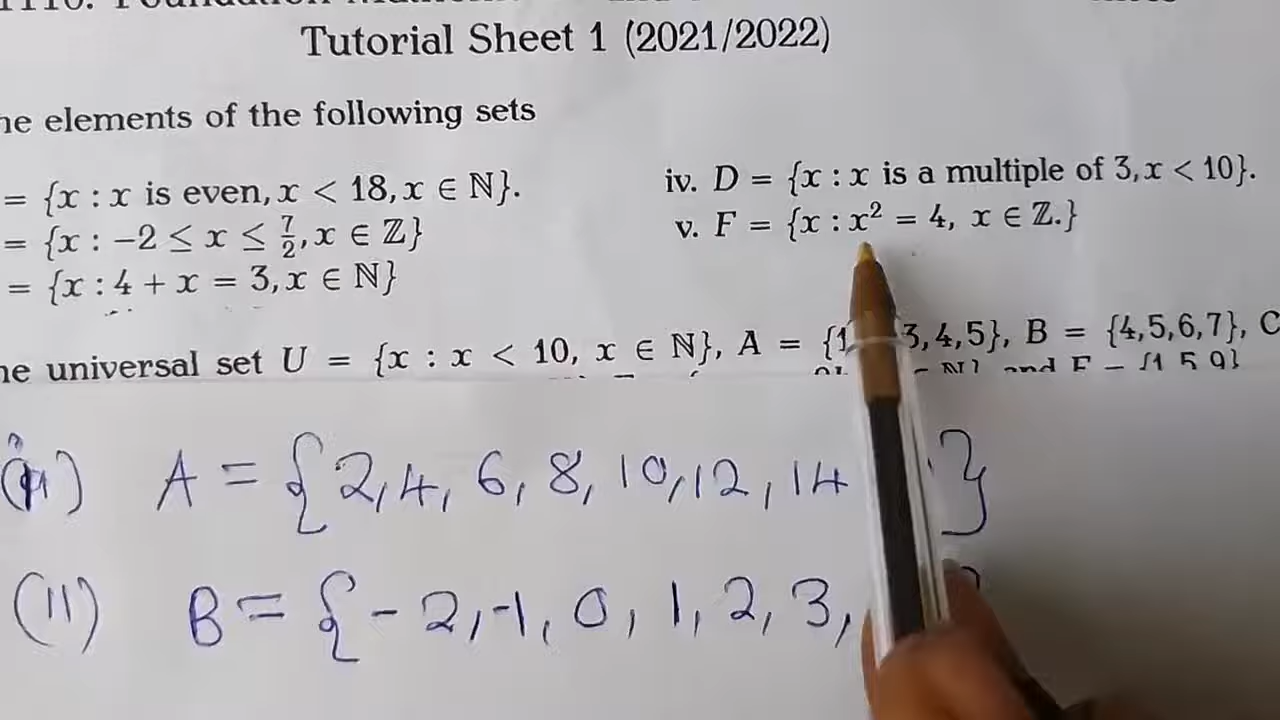 Tutorial Sheet 1 (2021/2022)
elements of the following sets
= {x : x is even, x < 18, x ∈ ℕ}.
= {x : −2 ≤ x ≤ 7/2, x ∈ ℤ}
= {x : 4 + x = 3, x ∈ ℕ}
iv. D = {x : x is a multiple of 3, x < 10}.
v. F = {x : x² = 4, x ∈ ℤ.}
universal set U = {x : x < 10, x ∈ ℕ}, A = {1 3, 4, 5}, B = {4, 5, 6, 7}, C
A = {2, 4, 6, 8, 10, 12, 14 }
(II) B = {-2, -1, 0, 1, 2, 3,